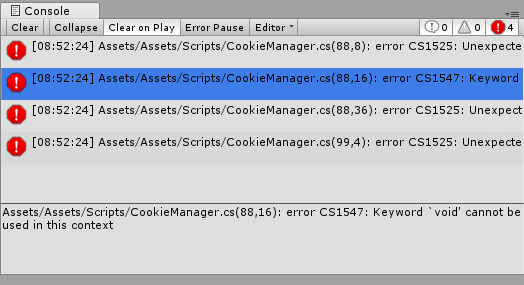 Console
Clear Collapse Clear on Play Error Pause Editor 0 0 4
[08:52:24] Assets/Assets/Scripts/CookieManager.cs(88,8): error CS1525: Unexpecte
[08:52:24] Assets/Assets/Scripts/CookieManager.cs(88,16): error CS1547: Keyword
[08:52:24] Assets/Assets/Scripts/CookieManager.cs(88,36): error CS1525: Unexpect
[08:52:24] Assets/Assets/Scripts/CookieManager.cs(99,4): error CS1525: Unexpecte
Assets/Assets/Scripts/CookieManager.cs(88,16): error CS1547: Keyword `void' cannot be
used in this context